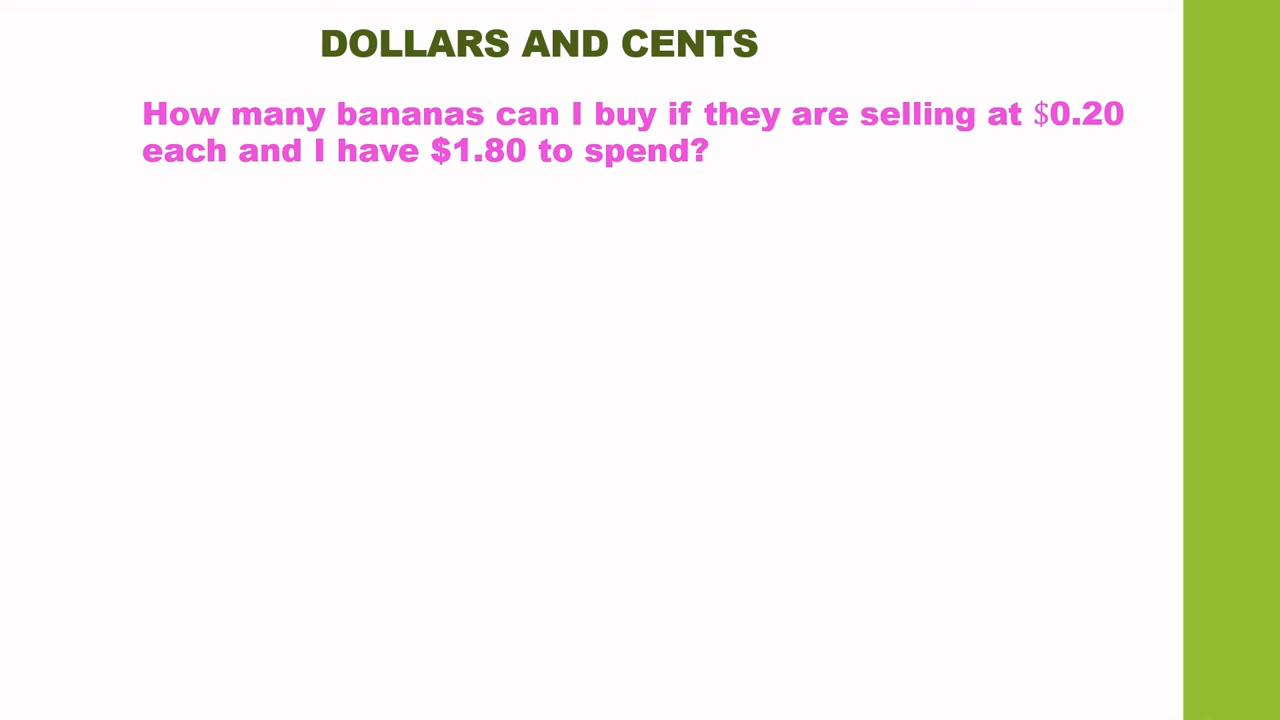 DOLLARS AND CENTS
How many bananas can I buy if they are selling at $0.20
each and I have $1.80 to spend?